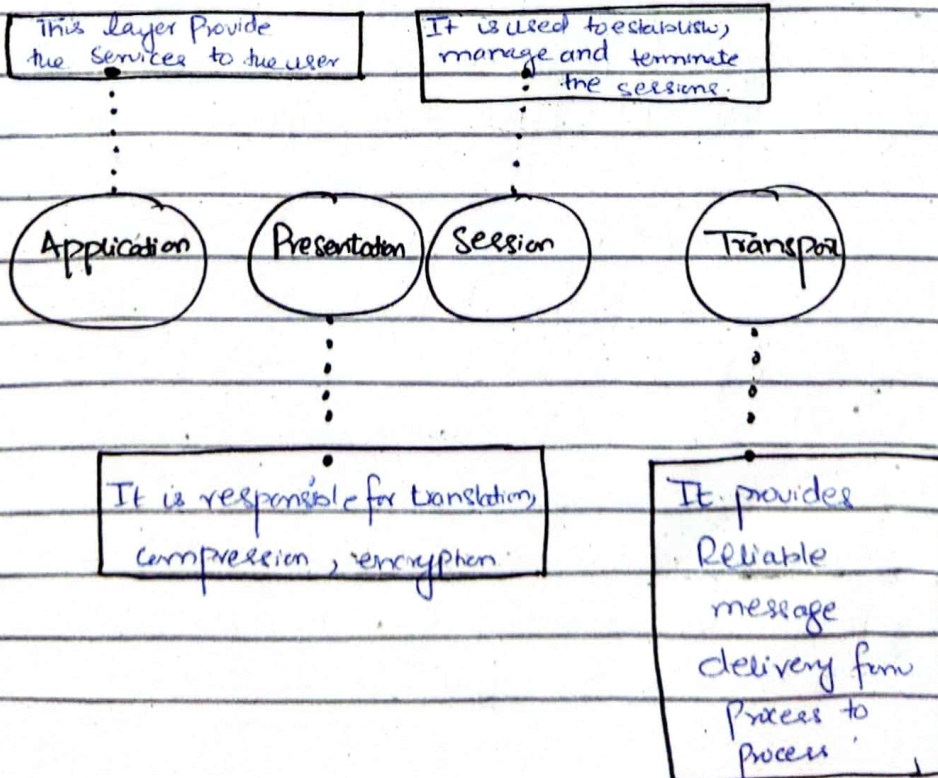 This layer Provide
the Services to the user
It is used to establish,
manage and terminate
the sessions.
Application
Presentation
Session
Transport
It is responsible for translation,
compression, encryption
It provides
Reliable
message
delivery from
Process to
Process